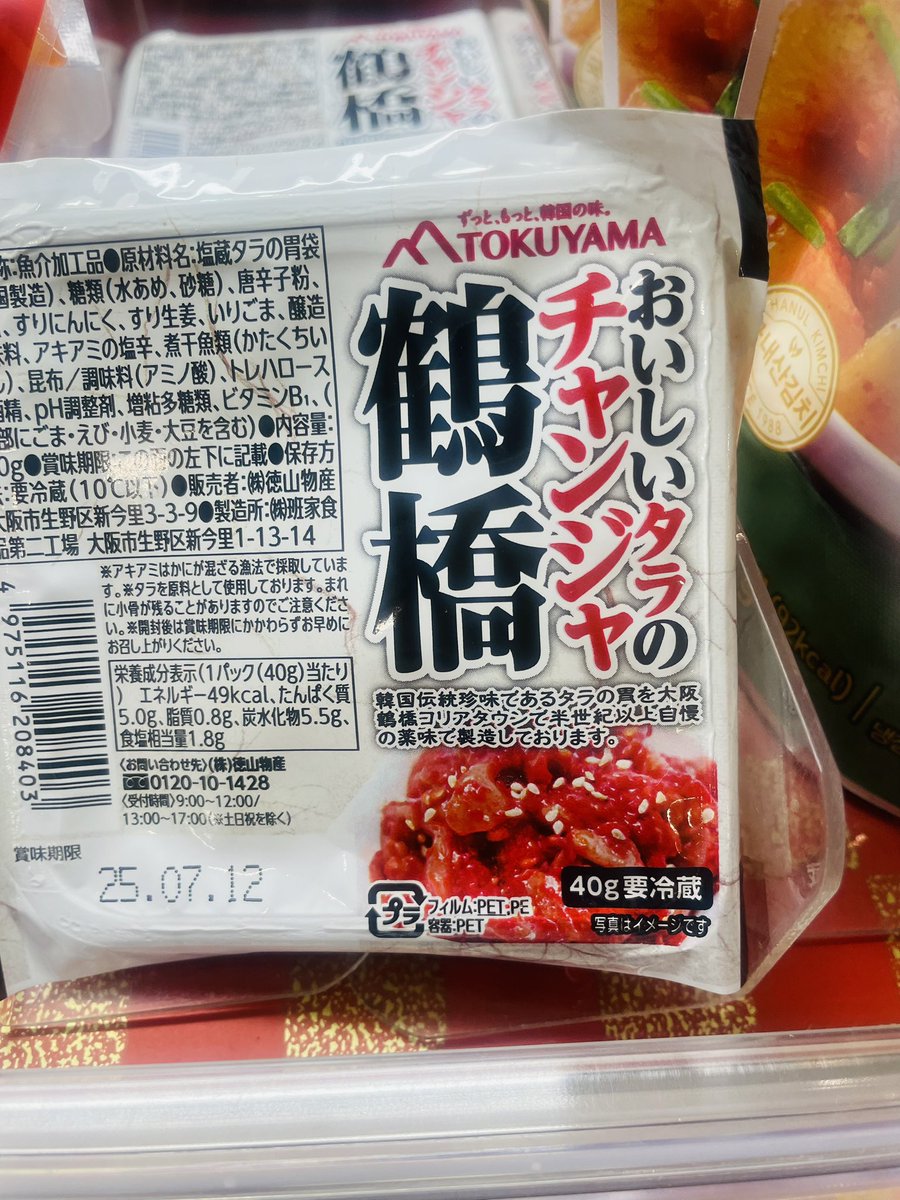 ずっと、もっと、韓国の味。
TOKUYAMA
おいしいタラの
チャンジャ
鶴橋
韓国伝統珍味であるタラの胃を大阪
鶴橋コリアタウンで半世紀以上自慢
の薬味で製造しております。
40g要冷蔵
写真はイメージです
プラ
フィルム:PET,PE
容器:PET
称:魚介加工品●原材料名:塩蔵タラの胃袋
国製造)、糖類(水あめ、砂糖)、唐辛子粉、
、すりにんにく、すり生姜、いりごま、醸造
味料、アキアミの塩辛、煮干魚類(かたくちい
し)、昆布/調味料(アミノ酸)、トレハロース
酒精、pH調整剤、増粘多糖類、ビタミンB₁、(
部にごま・えび・小麦・大豆を含む)●内容量:
0g●賞味期限:この面の左下に記載●保存方
法:要冷蔵(10℃以下)●販売者:㈱徳山物産
大阪市生野区新今里3-3-9●製造所:㈱班家食
品第二工場 大阪市生野区新今里1-13-14
※アキアミはかにが混ざる漁法で採取していま
す。※タラを原料として使用しております。まれ
に小骨が残ることがありますのでご注意くださ
い。※開封後は賞味期限にかかわらずお早めに
お召し上がりください。
栄養成分表示(1パック(40g)当たり
) エネルギー49kcal、たんぱく質
5.0g、脂質0.8g、炭水化物5.5g、
食塩相当量1.8g
〈お問い合わせ先〉(株)徳山物産
0120-10-1428
〈受付時間〉9:00~12:00/
13:00~17:00(※土日祝を除く)
4 975116 208403
賞味期限
25.07.12
鶴橋
チャンジャ
HANUL KIMCHI
국내산김치
1988
(92kcal)